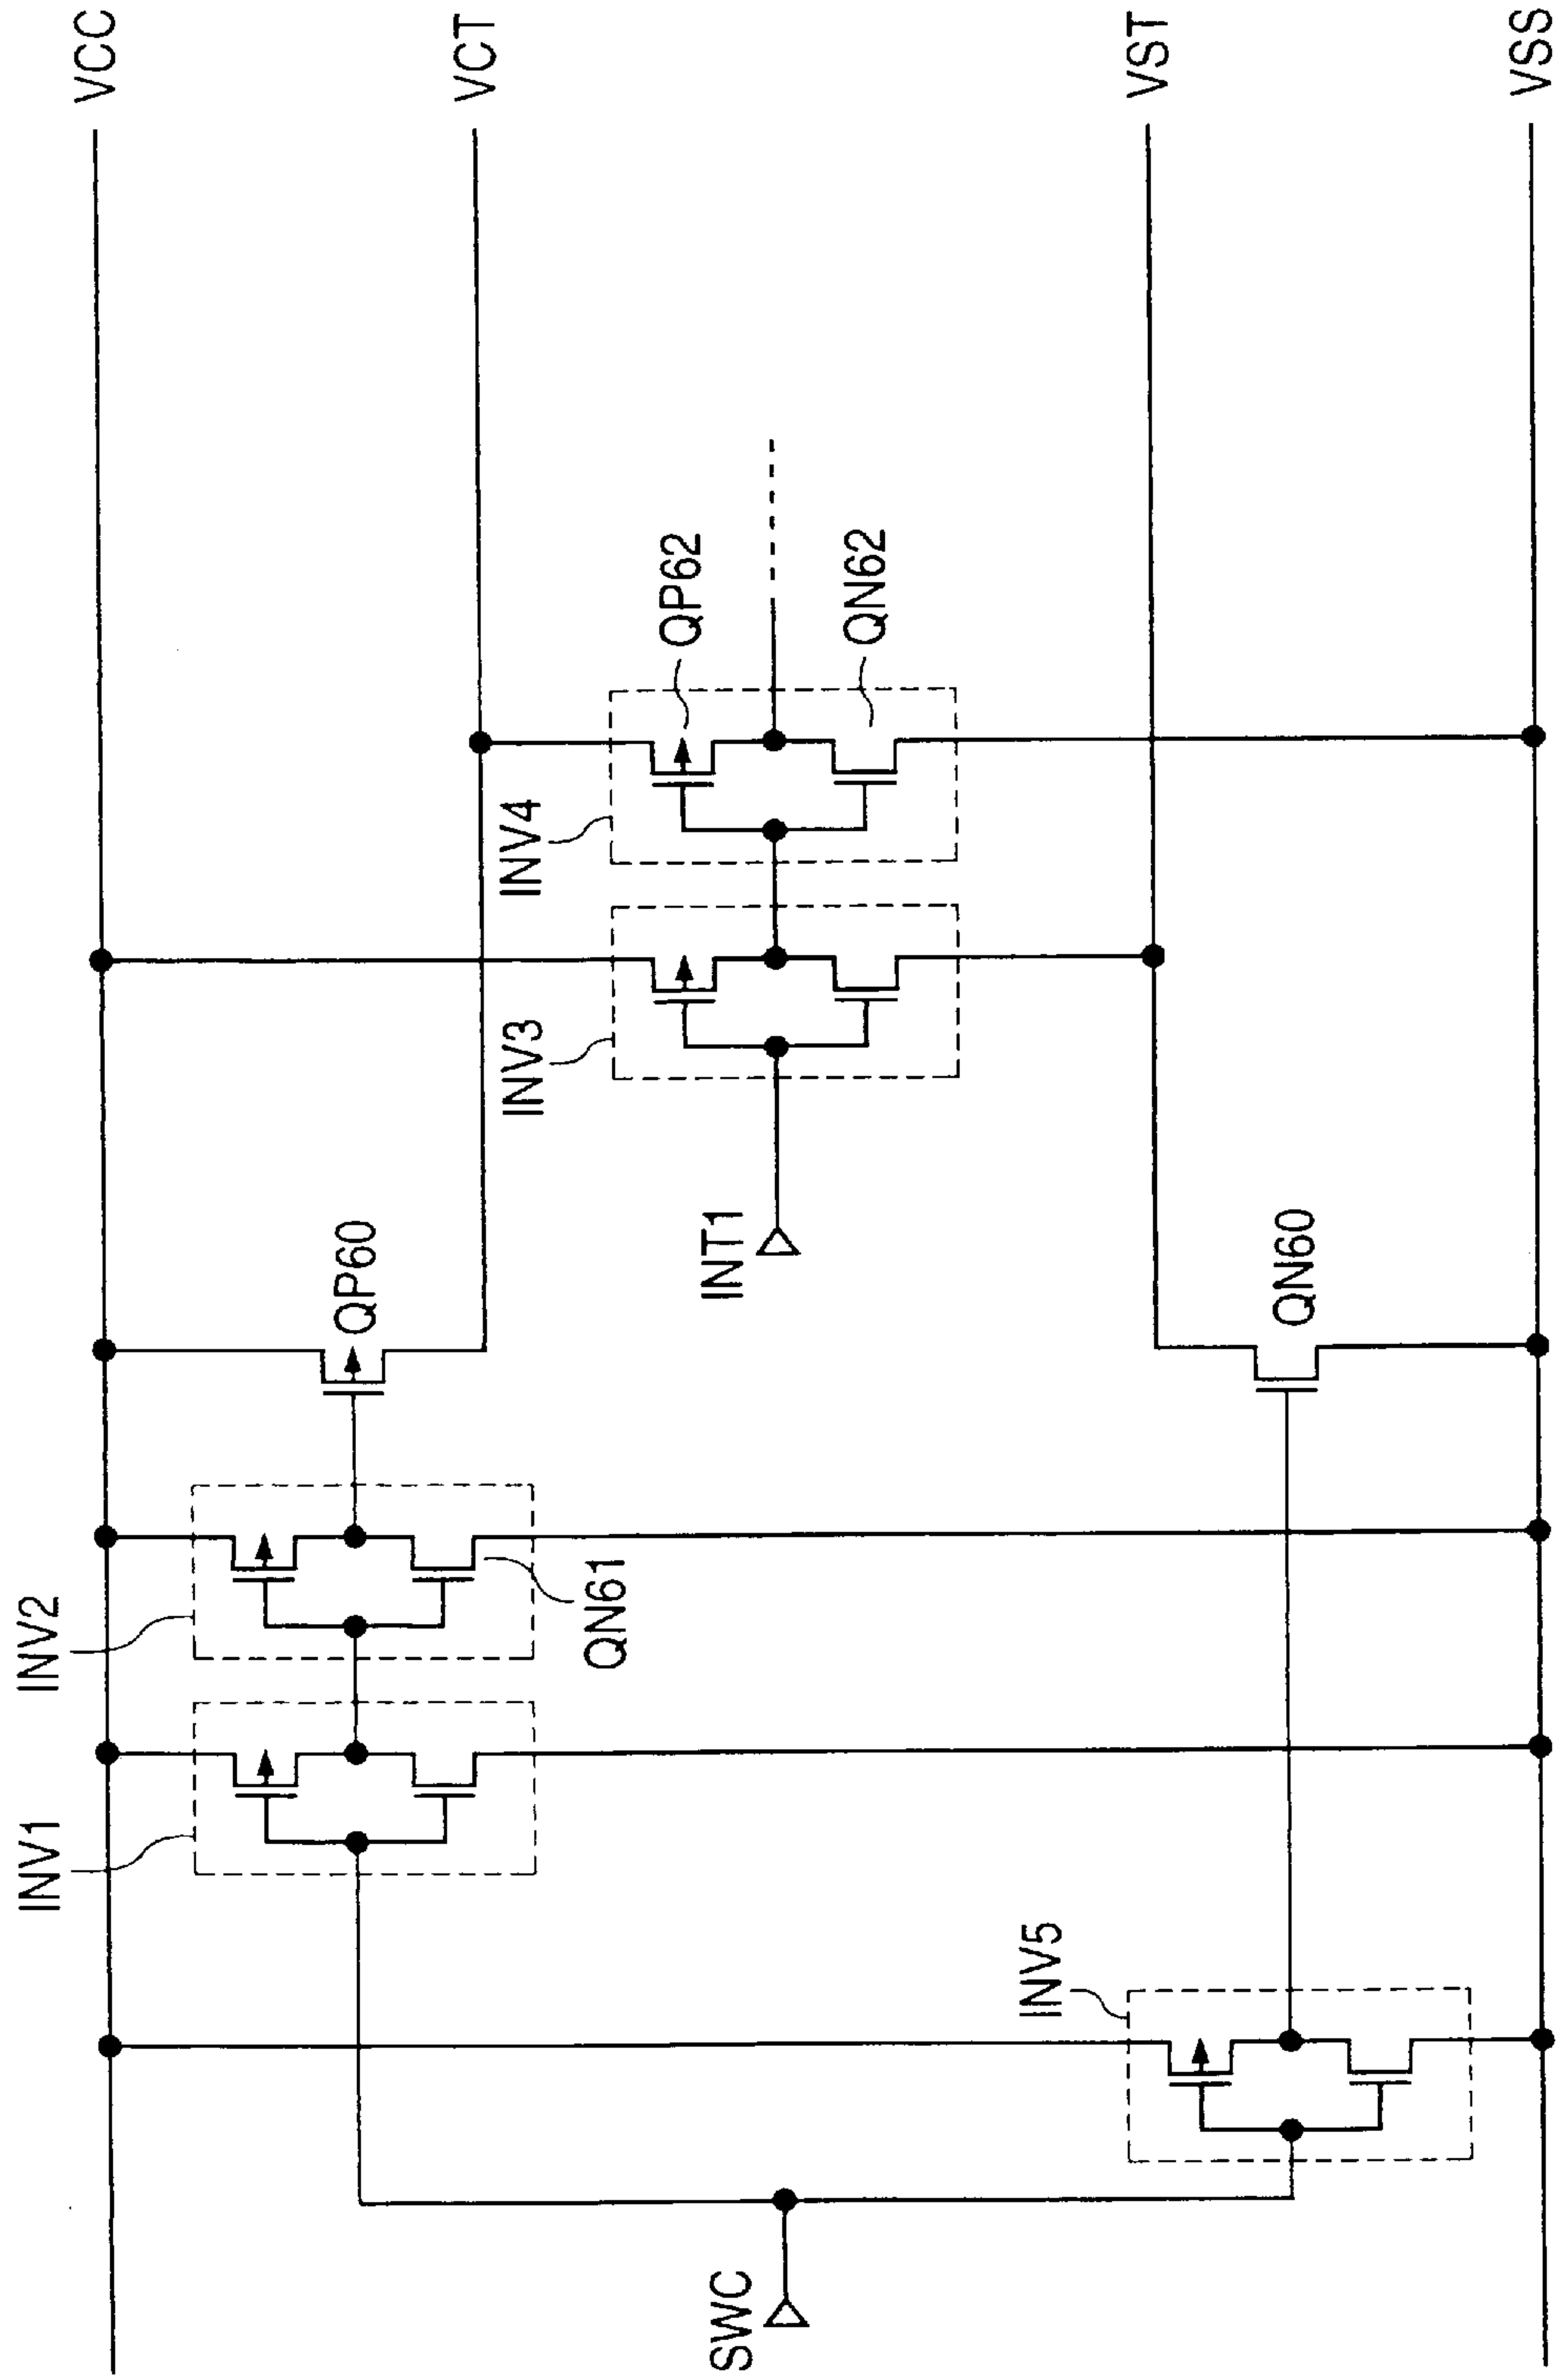 VCC
VCT
VST
VSS
QP62
QN62
INV4
INV3
INT1
QP60
QN60
INV2
QN61
INV1
INV5
SWC